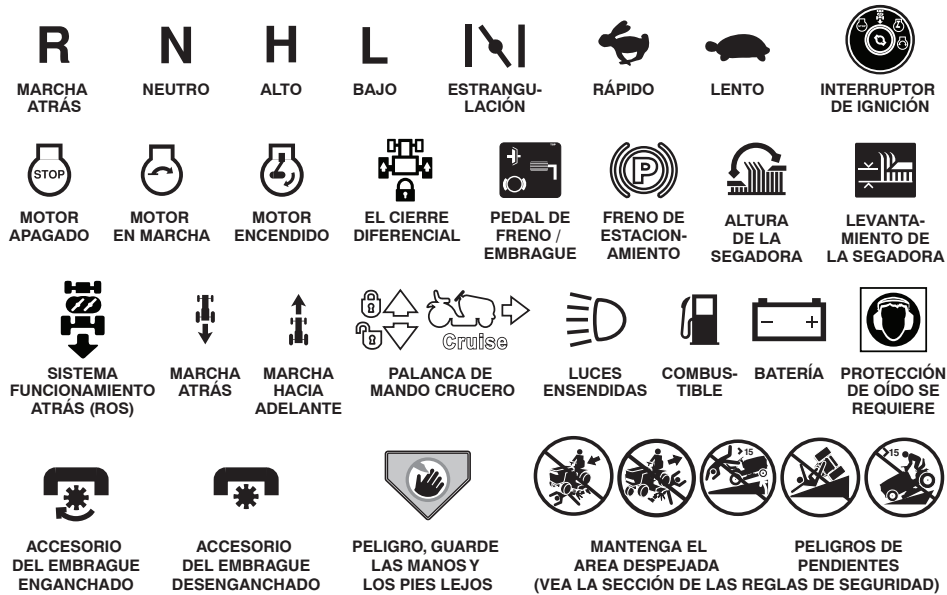 R N H L
MARCHA NEUTRO ALTO BAJO ESTRANGU- RÁPIDO LENTO INTERRUPTOR
ATRÁS LACIÓN DE IGNICIÓN
STOP P
MOTOR MOTOR MOTOR EL CIERRE PEDAL DE FRENO DE ALTURA LEVANTA-
APAGADO EN MARCHA ENCENDIDO DIFERENCIAL FRENO / ESTACION- DE LA MIENTO DE
EMBRAGUE AMIENTO SEGADORA LA SEGADORA
Cruise
SISTEMA MARCHA MARCHA PALANCA DE LUCES COMBUS- BATERÍA PROTECCIÓN
FUNCIONAMIENTO ATRÁS HACIA MANDO CRUCERO ENSENDIDAS TIBLE DE OÍDO SE
ATRÁS (ROS) ADELANTE REQUIERE
>15 >15
ACCESORIO ACCESORIO PELIGRO, GUARDE MANTENGA EL PELIGROS DE
DEL EMBRAGUE DEL EMBRAGUE LAS MANOS Y AREA DESPEJADA PENDIENTES
ENGANCHADO DESENGANCHADO LOS PIES LEJOS (VEA LA SECCIÓN DE LAS REGLAS DE SEGURIDAD)